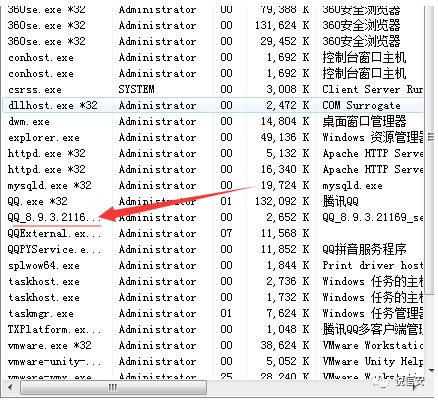 360se.exe *32 Administrator 00 79,388 K 360安全浏览器
360se.exe *32 Administrator 00 131,624 K 360安全浏览器
360se.exe *32 Administrator 00 29,452 K 360安全浏览器
conhost.exe Administrator 00 1,692 K 控制台窗口主机
conhost.exe Administrator 00 1,692 K 控制台窗口主机
csrss.exe SYSTEM 00 3,008 K Client Server Run
dllhost.exe *32 Administrator 00 2,472 K COM Surrogate
dwm.exe Administrator 00 14,804 K 桌面窗口管理器
explorer.exe Administrator 00 49,136 K Windows 资源管理
httpd.exe *32 Administrator 00 5,132 K Apache HTTP Serve
httpd.exe *32 Administrator 00 16,340 K Apache HTTP Serve
mysqld.exe *32 Administrator 00 19,724 K mysqld.exe
QQ.exe *32 Administrator 01 132,092 K 腾讯QQ
QQ_8.9.3.2116... Administrator 00 2,652 K QQ_8.9.3.21169_se
QQExternal.ex... Administrator 07 11,568 K
QQPYService.e... Administrator 00 11,852 K QQ拼音服务程序
splwow64.exe Administrator 00 1,844 K Print driver host
taskhost.exe Administrator 00 2,736 K Windows 任务的主机
taskhost.exe Administrator 00 1,732 K Windows 任务的主机
taskmgr.exe Administrator 01 7,624 K Windows 任务管理器
TXPlatform.ex... Administrator 00 1,048 K 腾讯QQ多客户端管理
vmware.exe *32 Administrator 00 38,624 K VMware Workstatio
vmware-unity-... Administrator 00 5,052 K VMware Unity Help
vmware-vmx.exe Administrator 25 28,240 K VMware Workstatio
悦信安